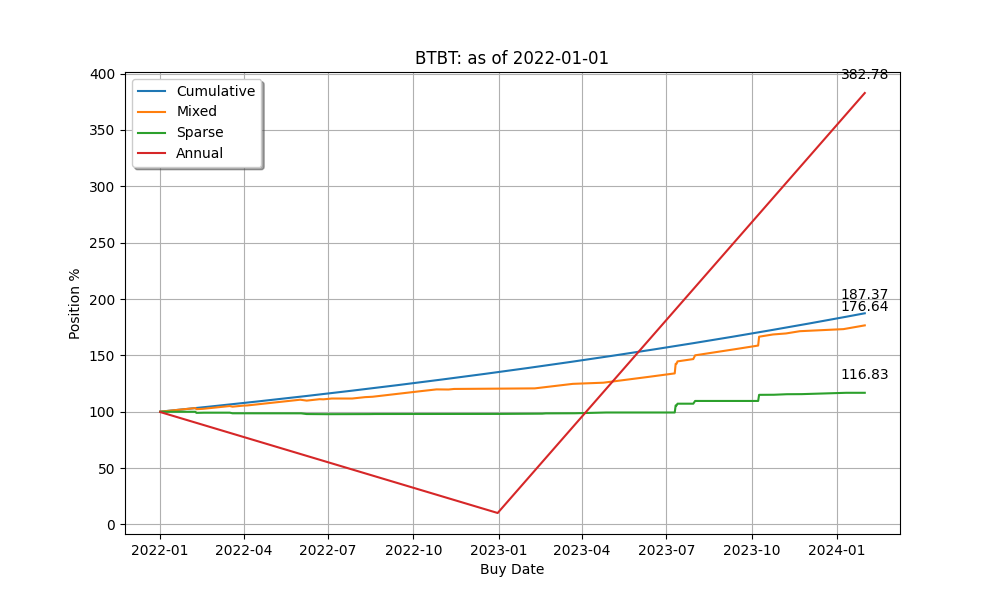 BTBT: as of 2022-01-01
400
350
300
250
200
150
100
50
0
Position %
Cumulative
Mixed
Sparse
Annual
382.78
187.37
176.64
116.83
2022-01 2022-04 2022-07 2022-10 2023-01 2023-04 2023-07 2023-10 2024-01
Buy Date